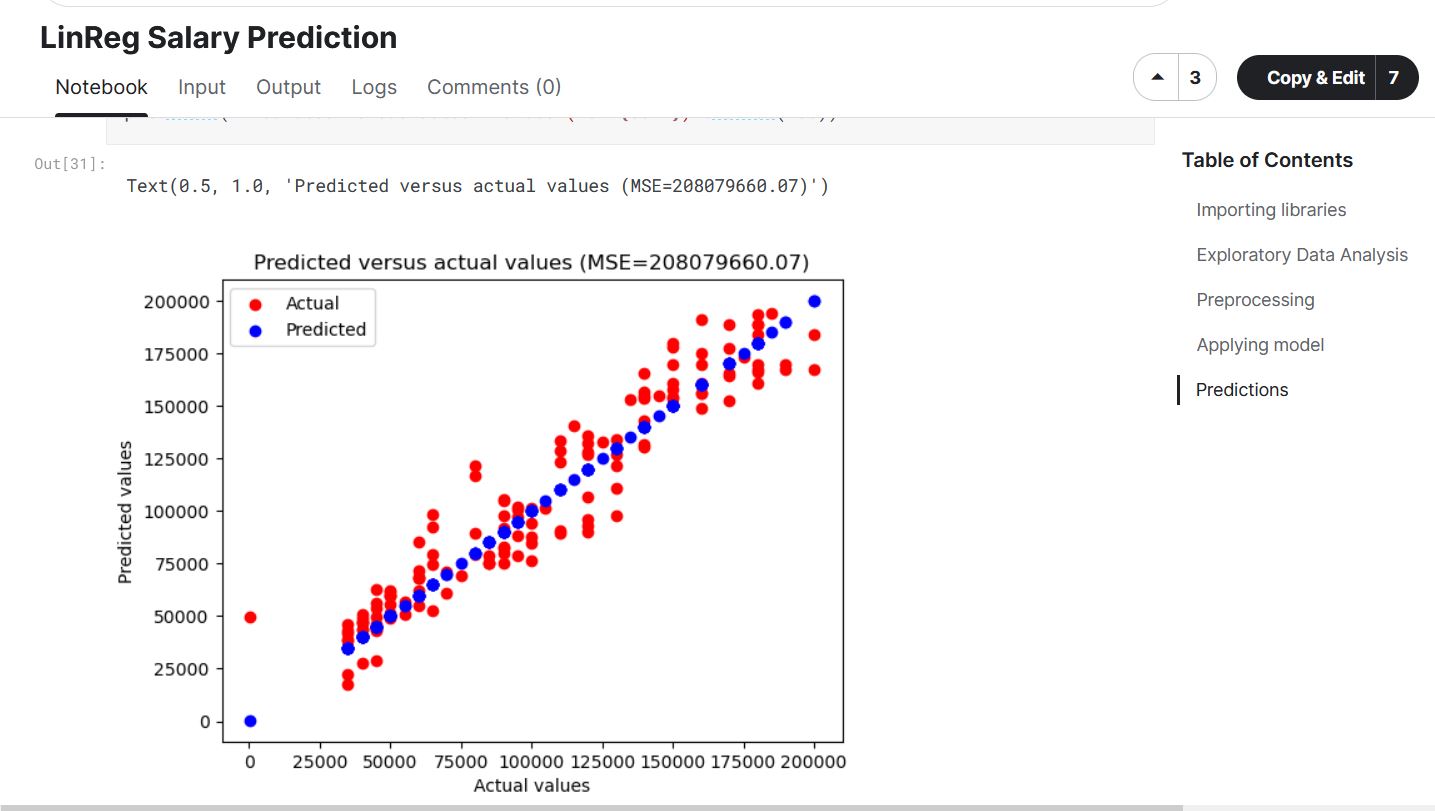 LinReg Salary Prediction
Notebook Input Output Logs Comments (0)
3 Copy & Edit 7
Out[31]:
Text(0.5, 1.0, 'Predicted versus actual values (MSE=208079660.07)')
Predicted versus actual values (MSE=208079660.07)
Actual
Predicted
200000
175000
150000
125000
100000
75000
50000
25000
0
Predicted values
0 25000 50000 75000 100000 125000 150000 175000 200000
Actual values
Table of Contents
Importing libraries
Exploratory Data Analysis
Preprocessing
Applying model
Predictions